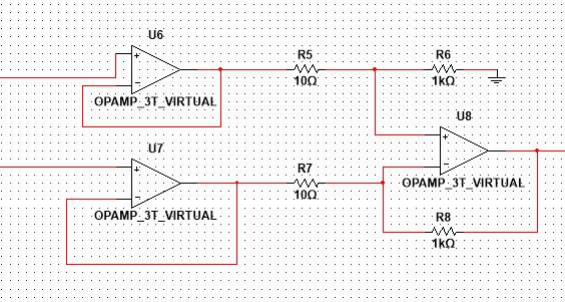 U6
OPAMP_3T_VIRTUAL
R5
10Ω
R6
1kΩ
U8
OPAMP_3T_VIRTUAL
U7
OPAMP_3T_VIRTUAL
R7
10Ω
R8
1kΩ